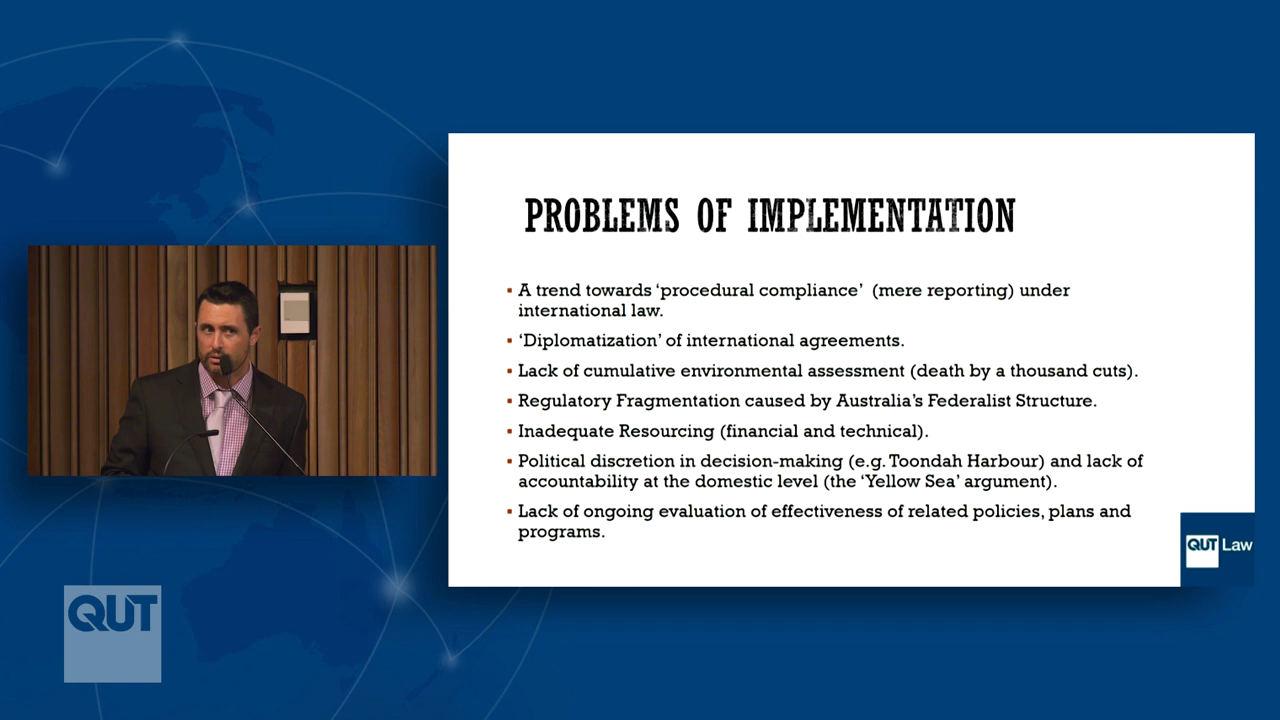 PROBLEMS OF IMPLEMENTATION
▪ A trend towards ‘procedural compliance’ (mere reporting) under
international law.
▪ ‘Diplomatization’ of international agreements.
▪ Lack of cumulative environmental assessment (death by a thousand cuts).
▪ Regulatory Fragmentation caused by Australia’s Federalist Structure.
▪ Inadequate Resourcing (financial and technical).
▪ Political discretion in decision-making (e.g. Toondah Harbour) and lack of
accountability at the domestic level (the ‘Yellow Sea’ argument).
▪ Lack of ongoing evaluation of effectiveness of related policies, plans and
programs.
QUT Law
QUT